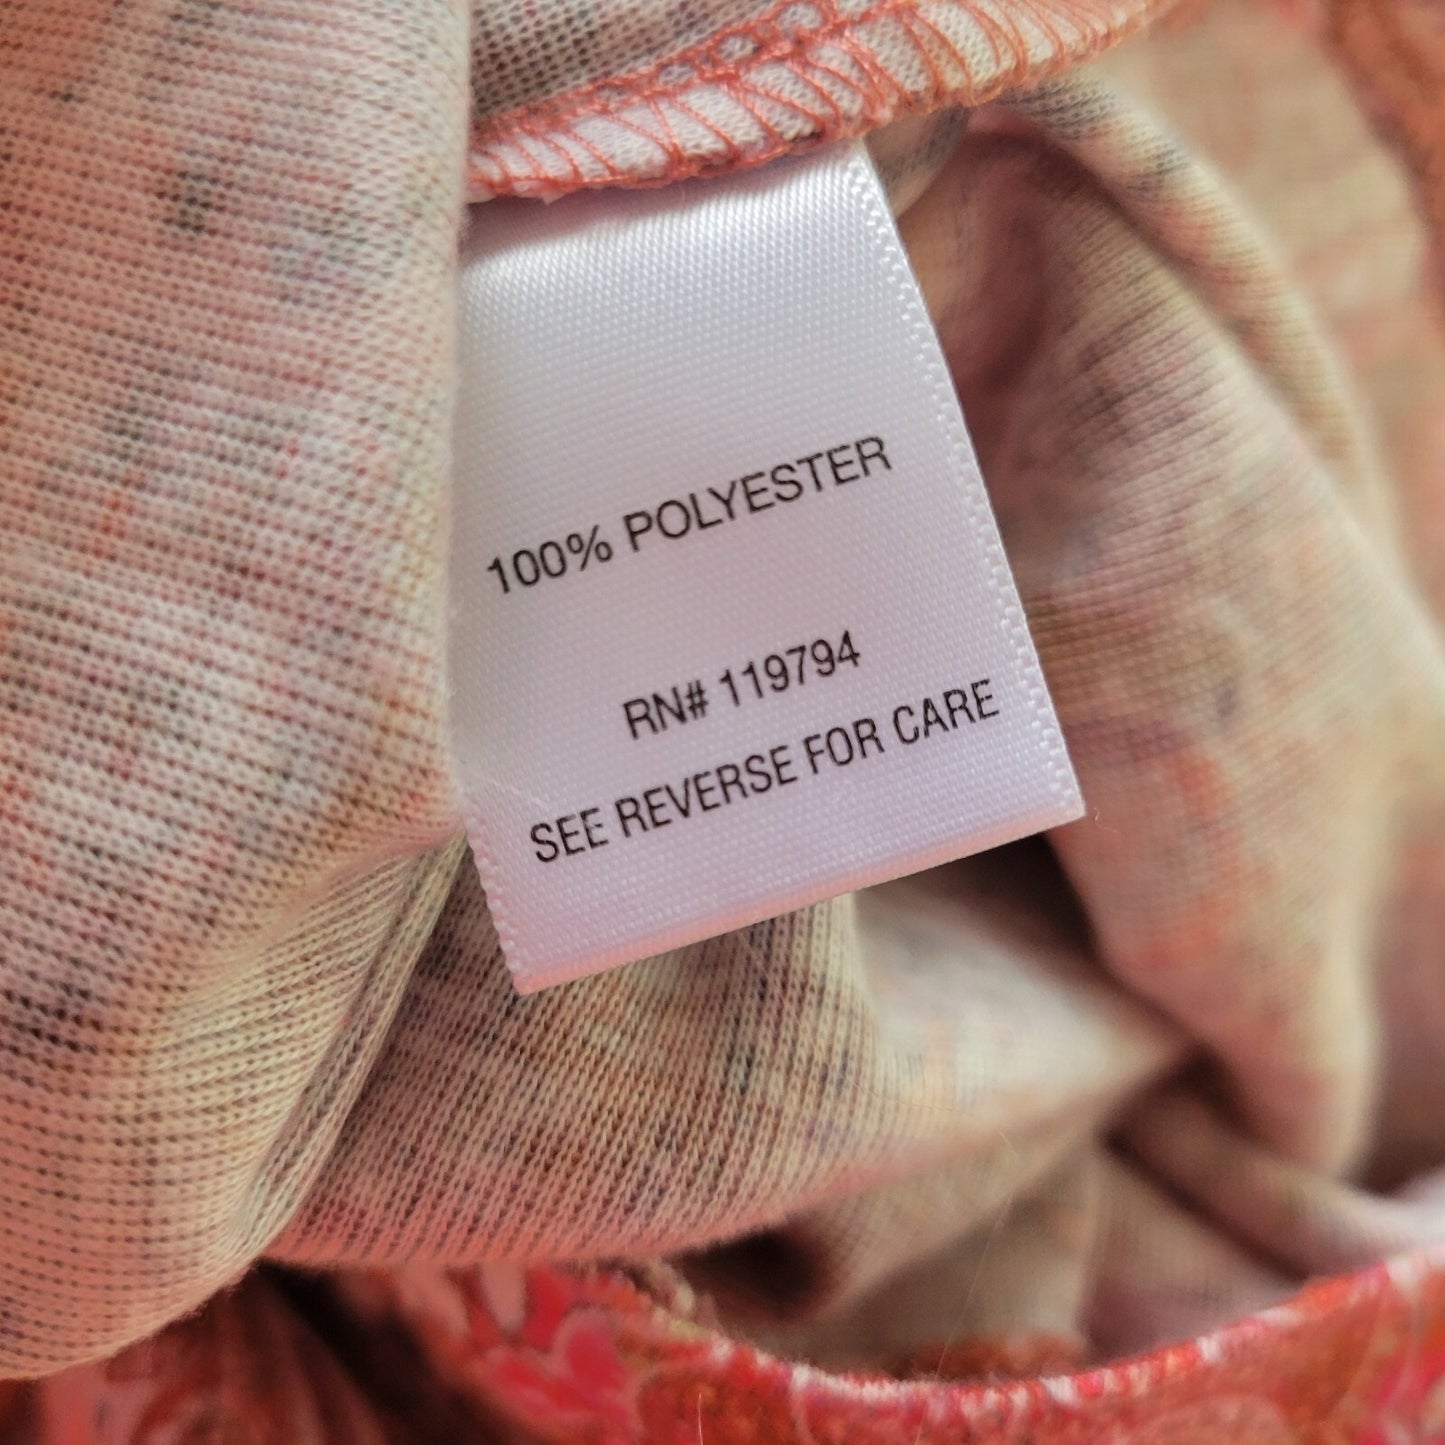 100% POLYESTER
RN# 119794
SEE REVERSE FOR CARE